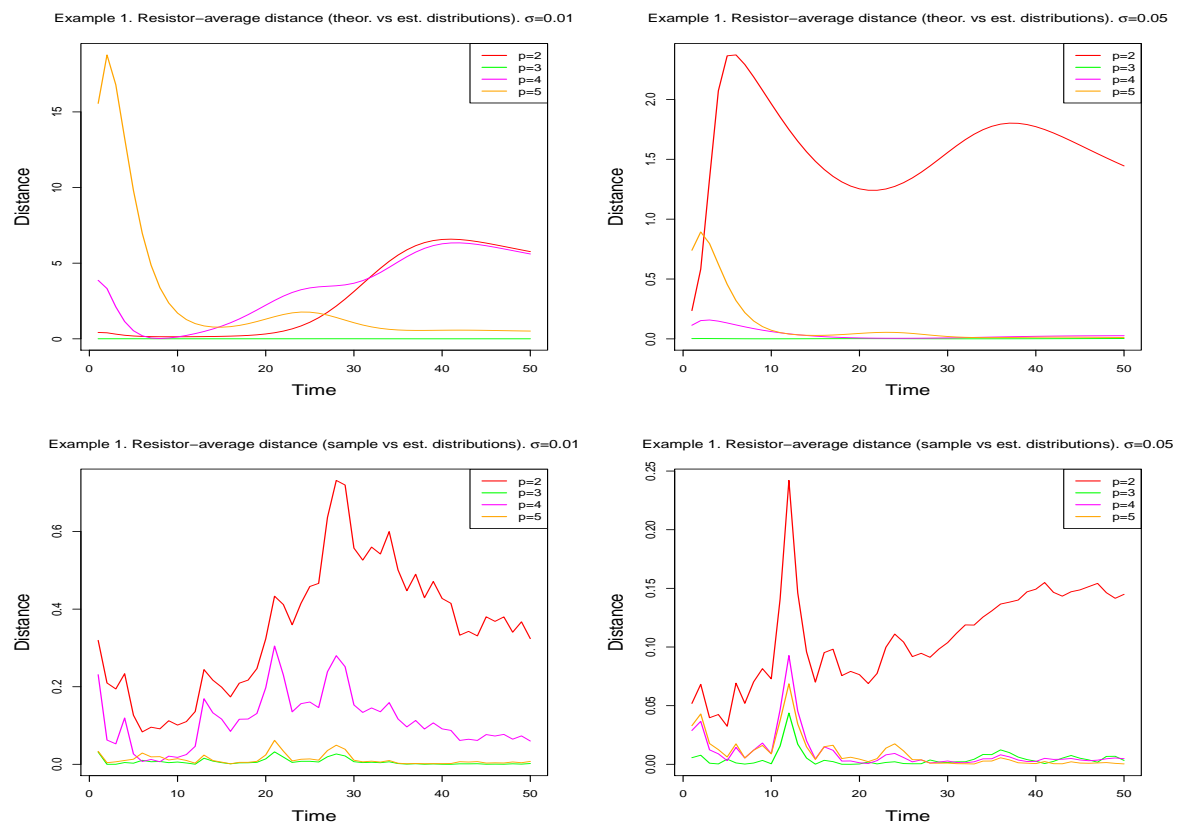 Example 1. Resistor−average distance (theor. vs est. distributions). σ=0.01
p=2
p=3
p=4
p=5
Distance
0 5 10 15
0 10 20 30 40 50
Time
Example 1. Resistor−average distance (theor. vs est. distributions). σ=0.05
p=2
p=3
p=4
p=5
Distance
0.0 0.5 1.0 1.5 2.0
0 10 20 30 40 50
Time
Example 1. Resistor−average distance (sample vs est. distributions). σ=0.01
p=2
p=3
p=4
p=5
Distance
0.0 0.2 0.4 0.6
0 10 20 30 40 50
Time
Example 1. Resistor−average distance (sample vs est. distributions). σ=0.05
p=2
p=3
p=4
p=5
Distance
0.00 0.05 0.10 0.15 0.20 0.25
0 10 20 30 40 50
Time